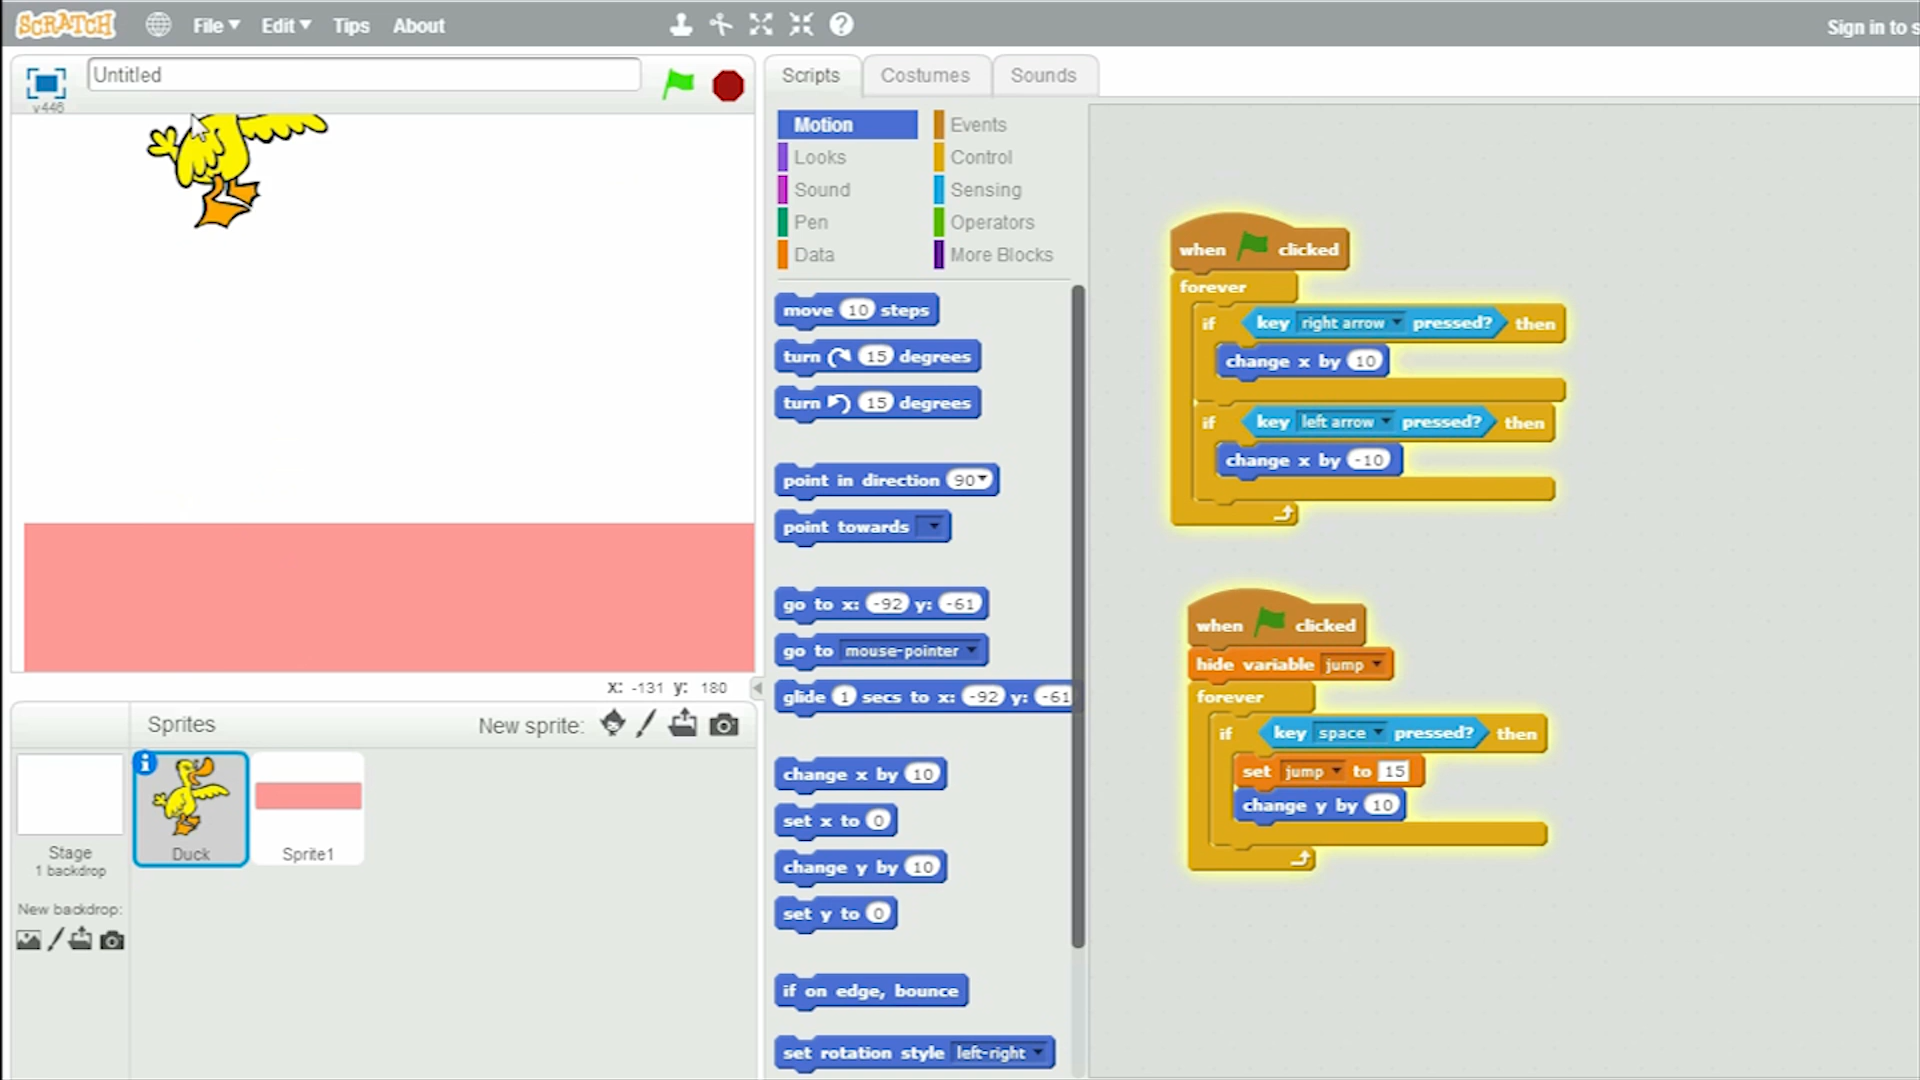 SCRATCH File Edit Tips About Sign in to s
Untitled
v446
Scripts Costumes Sounds
Motion Events
Looks Control
Sound Sensing
Pen Operators
Data More Blocks
move 10 steps
turn 15 degrees
turn 15 degrees
point in direction 90
point towards
go to x: -92 y: -61
go to mouse-pointer
glide 1 secs to x: -92 y: -61
change x by 10
set x to 0
change y by 10
set y to 0
if on edge, bounce
set rotation style left-right
when clicked
forever
if key right arrow pressed? then
change x by 10
if key left arrow pressed? then
change x by -10
when clicked
hide variable jump
forever
if key space pressed? then
set jump to 15
change y by 10
x: -131 y: 180
Sprites New sprite:
Stage
1 backdrop
New backdrop:
Duck
Sprite1